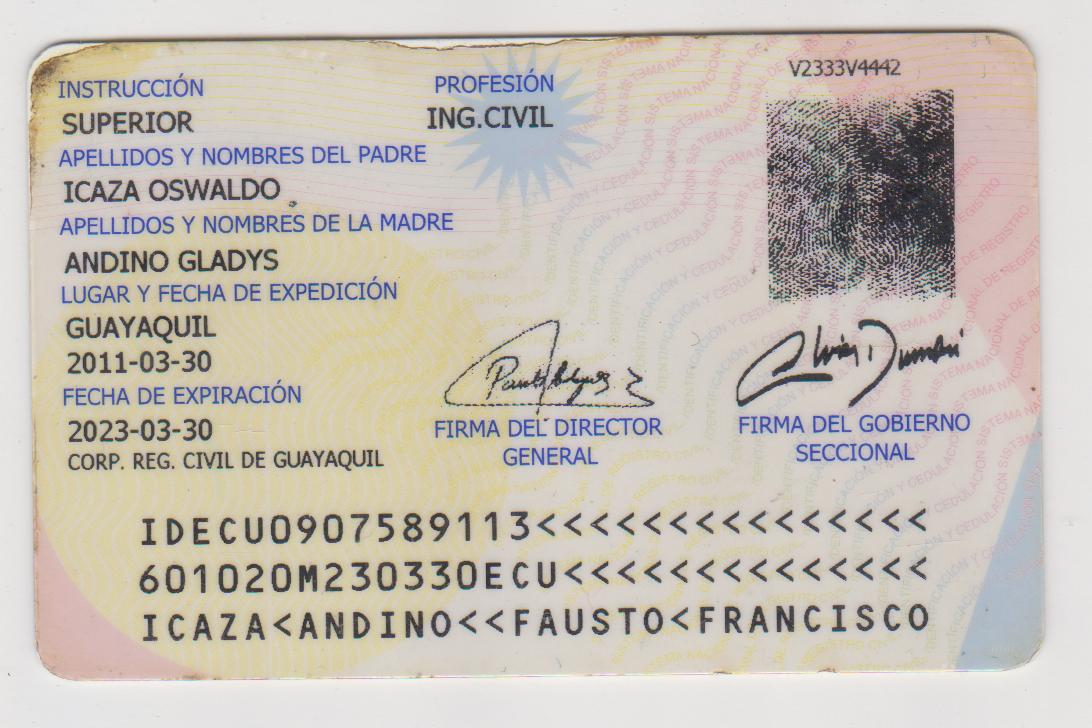 INSTRUCCIÓN
PROFESIÓN
V2333V4442
SUPERIOR
ING.CIVIL
APELLIDOS Y NOMBRES DEL PADRE
ICAZA OSWALDO
APELLIDOS Y NOMBRES DE LA MADRE
ANDINO GLADYS
LUGAR Y FECHA DE EXPEDICIÓN
GUAYAQUIL
2011-03-30
FECHA DE EXPIRACIÓN
2023-03-30
CORP. REG. CIVIL DE GUAYAQUIL
FIRMA DEL DIRECTOR
GENERAL
FIRMA DEL GOBIERNO
SECCIONAL
IDECU0907589113<<<<<<<<<<<<<<<
601020M230330ECU<<<<<<<<<<<<<<
ICAZA<ANDINO<<FAUSTO<FRANCISCO